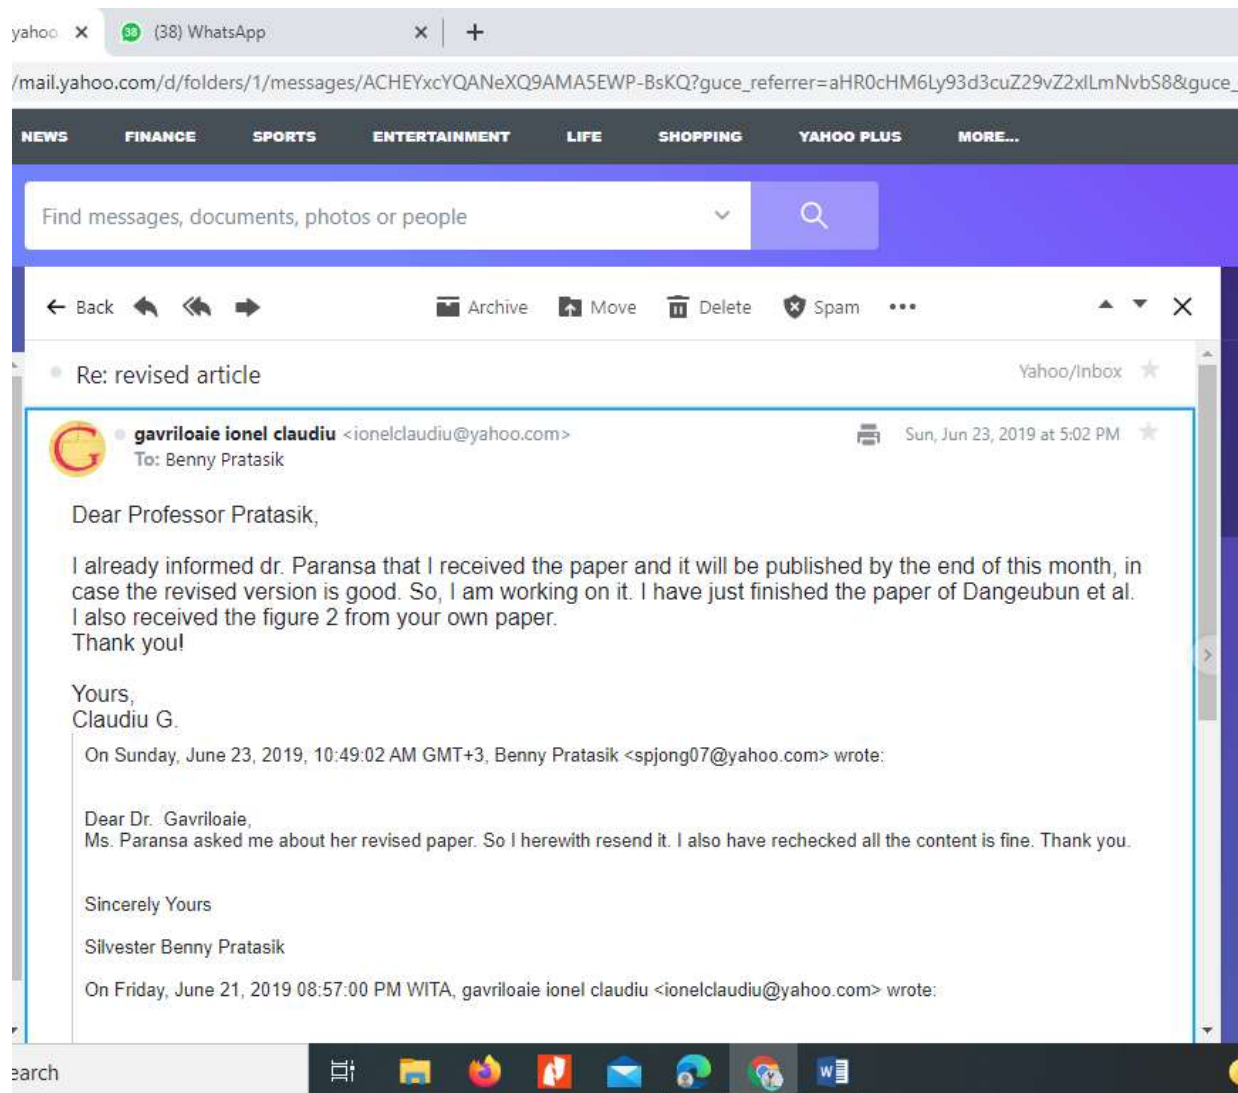 yahoo
38 (38) WhatsApp
/mail.yahoo.com/d/folders/1/messages/ACHEYxcYQANeXQ9AMA5EWP-BsKQ?guce_referrer=aHR0cHM6Ly93d3cuZ29vZ2xlLmNvbS8&guce_
NEWS FINANCE SPORTS ENTERTAINMENT LIFE SHOPPING YAHOO PLUS MORE...
Find messages, documents, photos or people
Back Archive Move Delete Spam
Re: revised article Yahoo/Inbox
G
gavriloaie ionel claudiu <ionelclaudiu@yahoo.com> Sun, Jun 23, 2019 at 5:02 PM
To: Benny Pratasik
Dear Professor Pratasik,
I already informed dr. Paransa that I received the paper and it will be published by the end of this month, in
case the revised version is good. So, I am working on it. I have just finished the paper of Dangeubun et al.
I also received the figure 2 from your own paper.
Thank you!
Yours,
Claudiu G.
On Sunday, June 23, 2019, 10:49:02 AM GMT+3, Benny Pratasik <spjong07@yahoo.com> wrote:
Dear Dr. Gavriloaie,
Ms. Paransa asked me about her revised paper. So I herewith resend it. I also have rechecked all the content is fine. Thank you.
Sincerely Yours
Silvester Benny Pratasik
On Friday, June 21, 2019 08:57:00 PM WITA, gavriloaie ionel claudiu <ionelclaudiu@yahoo.com> wrote:
earch